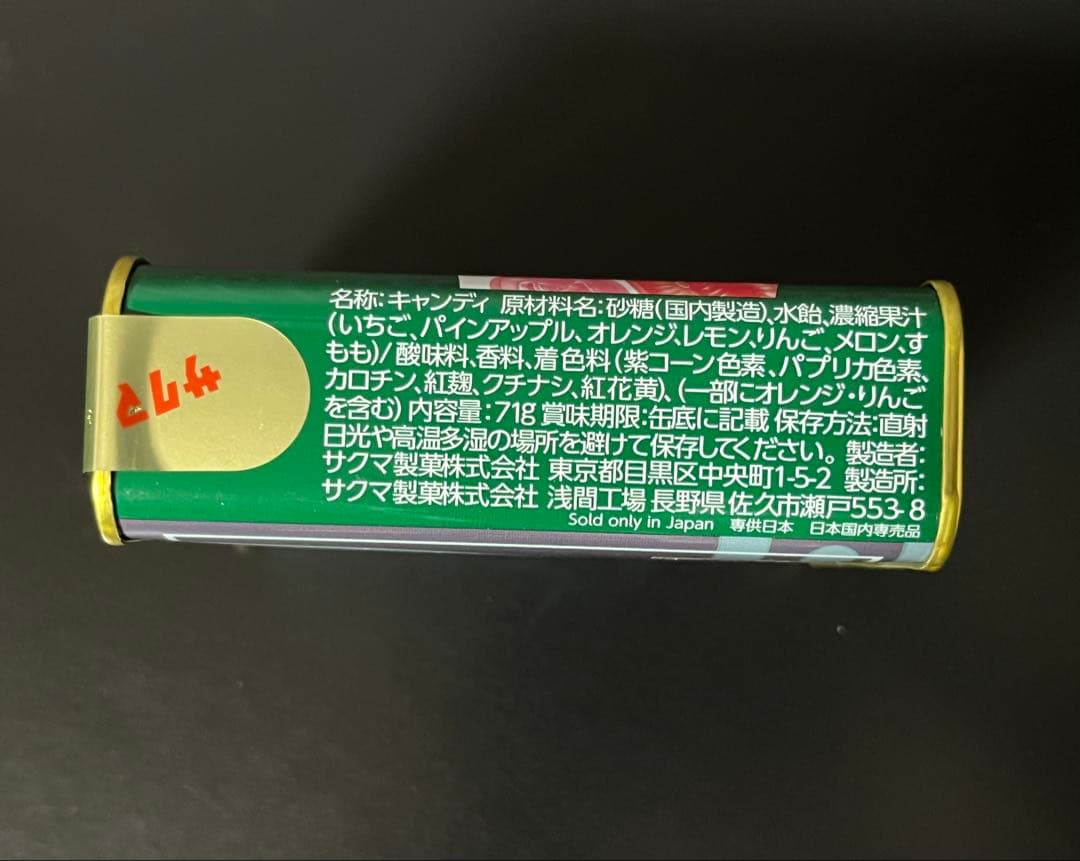 サクマ
名称:キャンディ 原材料名:砂糖(国内製造)、水飴、濃縮果汁
(いちご、パインアップル、オレンジ、レモン、りんご、メロン、す
もも)/酸味料、香料、着色料(紫コーン色素、パプリカ色素、
カロチン、紅麹、クチナシ、紅花黄)、(一部にオレンジ・りんご
を含む) 内容量:71g 賞味期限:缶底に記載 保存方法:直射
日光や高温多湿の場所を避けて保存してください。 製造者:
サクマ製菓株式会社 東京都目黒区中央町1-5-2 製造所:
サクマ製菓株式会社 浅間工場 長野県佐久市瀬戸553-8
Sold only in Japan 専供日本 日本国内専売品